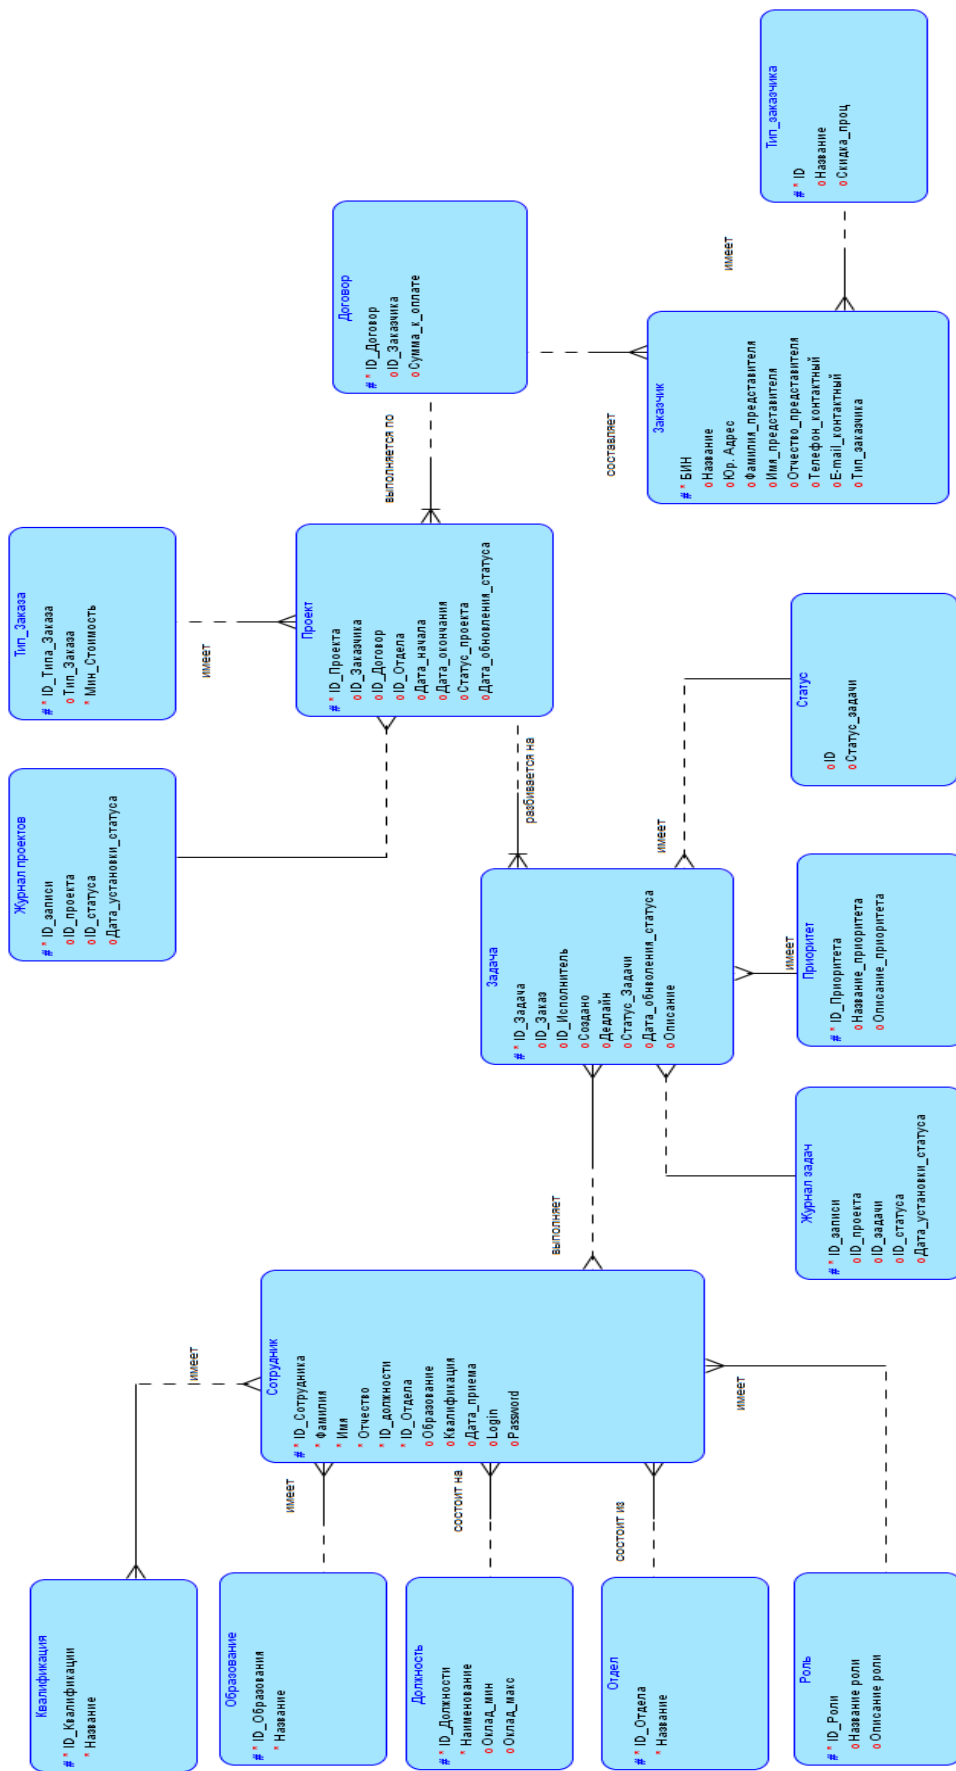 Квалификация
# * ID_Квалификации
* Название
Образование
# * ID_Образования
* Название
Должность
# * ID_Должности
* Наименование
o Оклад_мин
o Оклад_макс
Отдел
# * ID_Отдела
* Название
Роль
# * ID_Роли
o Название роли
o Описание роли
имеет
имеет
состоит на
состоит из
имеет
Сотрудник
# * ID_Сотрудника
* Фамилия
* Имя
* Отчество
* ID_должности
* ID_Отдела
o Образование
o Квалификация
o Дата_приема
o Login
o Password
выполняет
Журнал задач
# * ID_записи
o ID_проекта
o ID_задачи
o ID_статуса
o Дата_установки_статуса
Задача
# * ID_Задача
o ID_Заказ
o ID_Исполнитель
o Создано
o Дедлайн
o Статус_Задачи
o Дата_обнволения_статуса
o Описание
имеет
Приоритет
# * ID_Приоритета
o Название_приоритета
o Описание_приоритета
имеет
Статус
o ID
o Статус_задачи
разбивается на
Журнал проектов
# * ID_записи
o ID_проекта
o ID_статуса
o Дата_установки_статуса
Тип_Заказа
# * ID_Типа_Заказа
o Тип_Заказа
* Мин_Стоимость
имеет
Проект
# * ID_Проекта
o ID_Заказчика
o ID_Договор
o ID_Отдела
o Дата_начала
o Дата_окончания
o Статус_проекта
o Дата_обновления_статуса
выполняется по
Договор
# * ID_Договор
o ID_Заказчика
o Сумма_к_оплате
составляет
Заказчик
# * БИН
o Название
o Юр. Адрес
o Фамилия_представителя
o Имя_представителя
o Отчество_представителя
o Телефон_контактный
o E-mail_контактный
o Тип_заказчика
имеет
Тип_заказчика
# * ID
o Название
o Скидка_проц